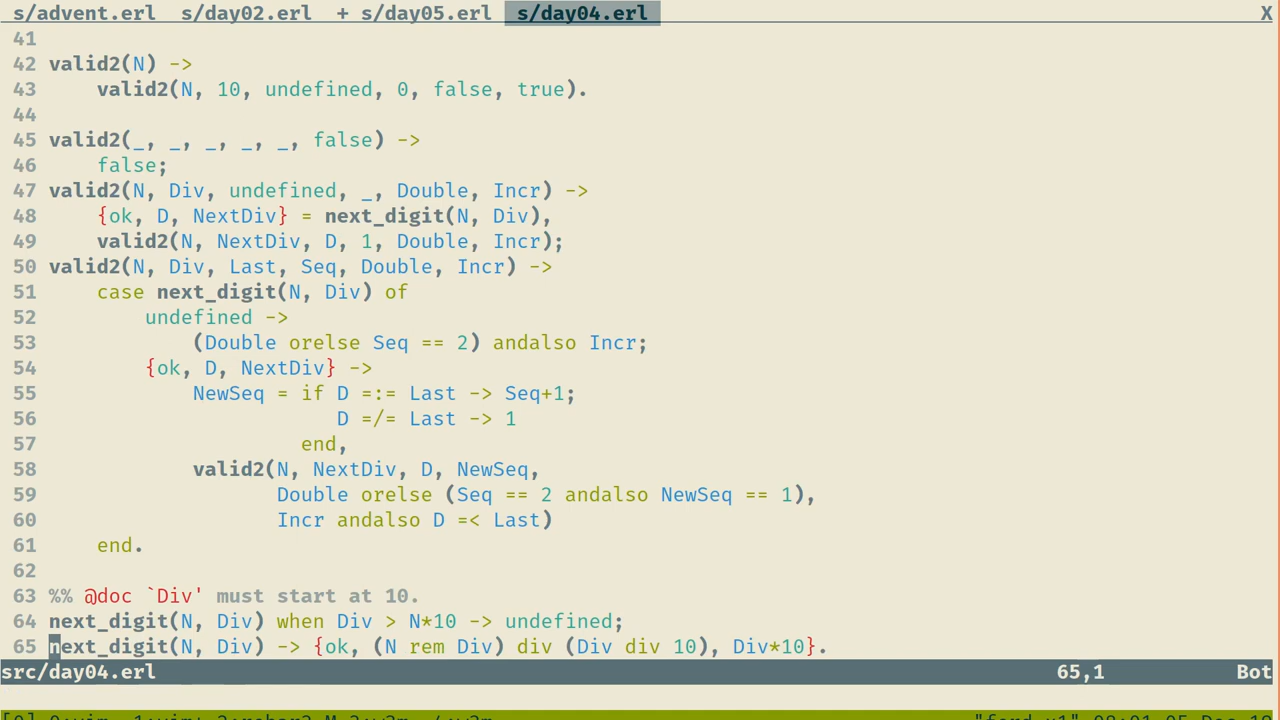 s/advent.erl s/day02.erl + s/day05.erl s/day04.erl X
41
42 valid2(N) ->
43     valid2(N, 10, undefined, 0, false, true).
44
45 valid2(_, _, _, _, _, false) ->
46     false;
47 valid2(N, Div, undefined, _, Double, Incr) ->
48     {ok, D, NextDiv} = next_digit(N, Div),
49     valid2(N, NextDiv, D, 1, Double, Incr);
50 valid2(N, Div, Last, Seq, Double, Incr) ->
51     case next_digit(N, Div) of
52         undefined ->
53             (Double orelse Seq == 2) andalso Incr;
54         {ok, D, NextDiv} ->
55             NewSeq = if D =:= Last -> Seq+1;
56                         D =/= Last -> 1
57                      end,
58             valid2(N, NextDiv, D, NewSeq,
59                    Double orelse (Seq == 2 andalso NewSeq == 1),
60                    Incr andalso D =< Last)
61     end.
62
63 %% @doc `Div' must start at 10.
64 next_digit(N, Div) when Div > N*10 -> undefined;
65 next_digit(N, Div) -> {ok, (N rem Div) div (Div div 10), Div*10}.
src/day04.erl 65,1 Bot